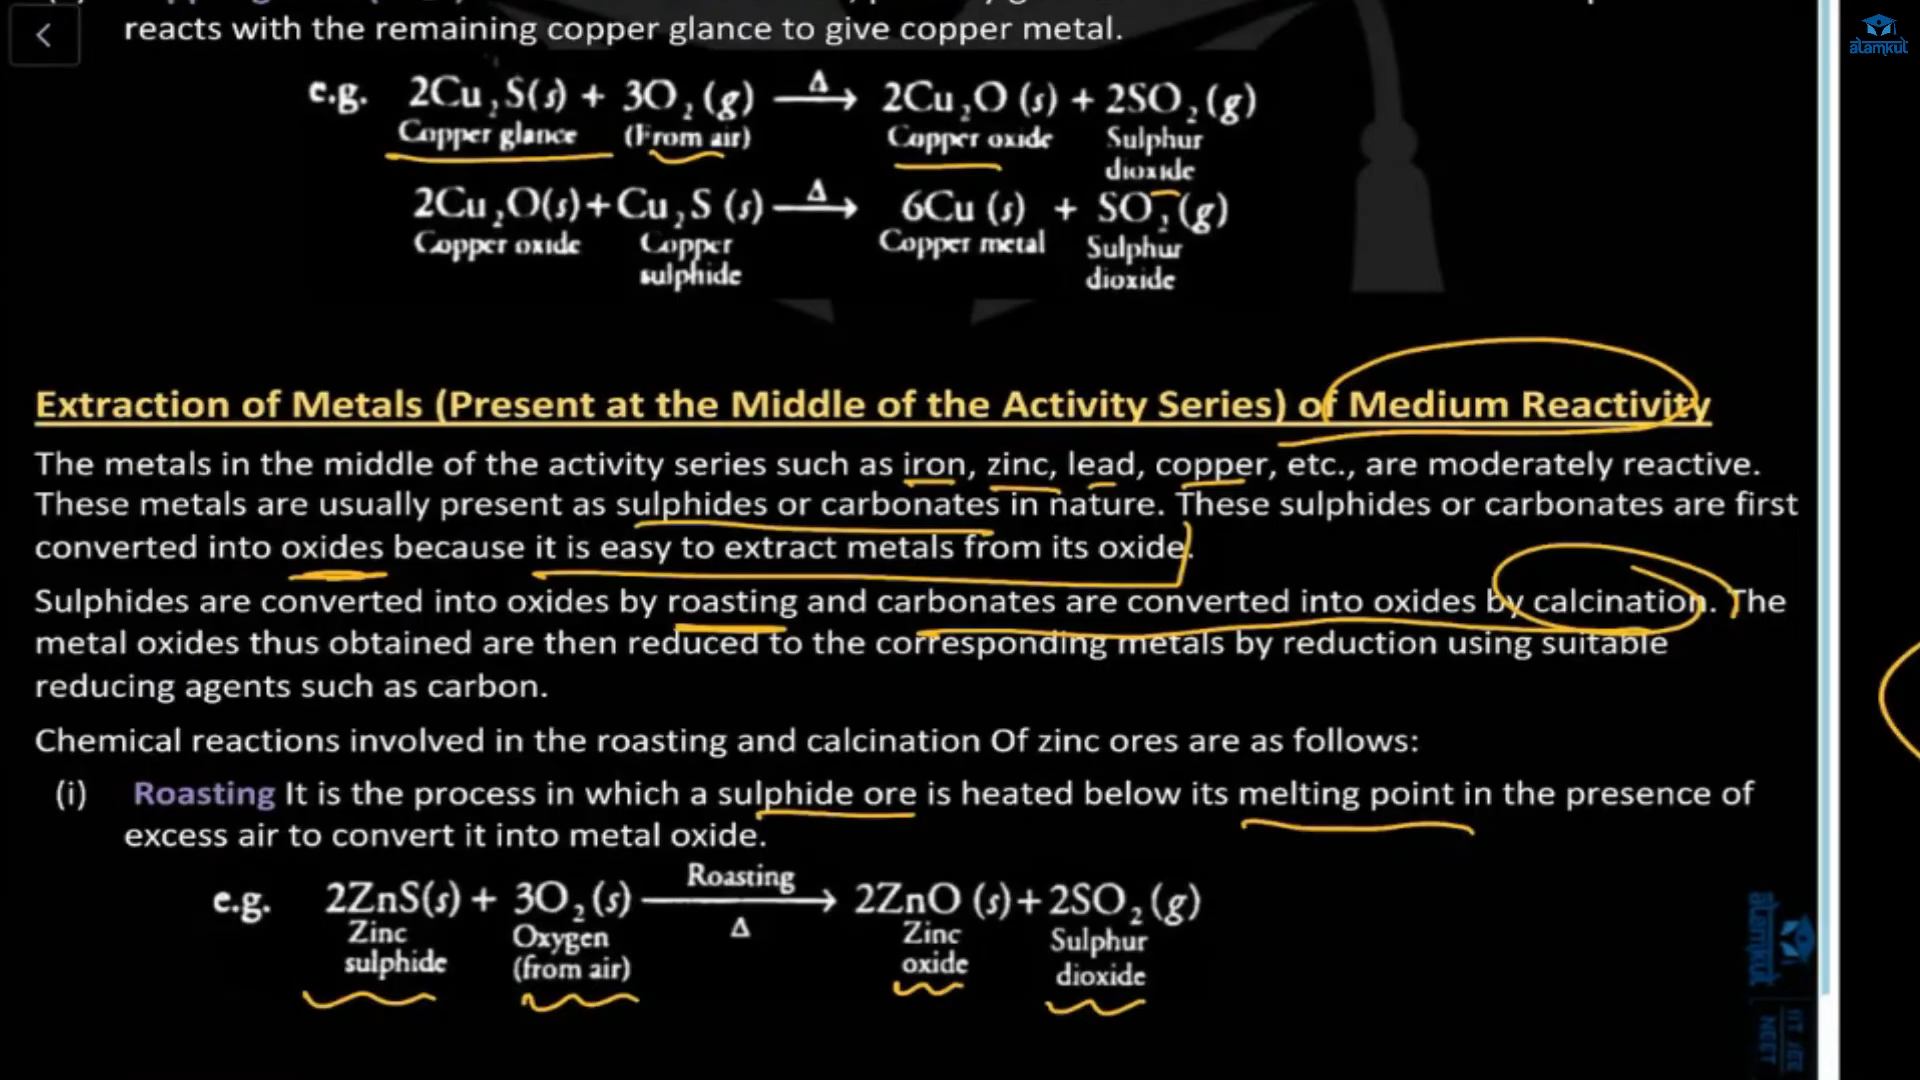 reacts with the remaining copper glance to give copper metal.
alamkut
e.g. 2Cu₂S(s) + 3O₂(g) —Δ→ 2Cu₂O (s) + 2SO₂(g)
Copper glance (From air) Copper oxide Sulphur
dioxide
2Cu₂O(s)+Cu₂S (s) —Δ→ 6Cu (s) + SO₂(g)
Copper oxide Copper Copper metal Sulphur
sulphide dioxide
Extraction of Metals (Present at the Middle of the Activity Series) of Medium Reactivity
The metals in the middle of the activity series such as iron, zinc, lead, copper, etc., are moderately reactive.
These metals are usually present as sulphides or carbonates in nature. These sulphides or carbonates are first
converted into oxides because it is easy to extract metals from its oxide.
Sulphides are converted into oxides by roasting and carbonates are converted into oxides by calcination. The
metal oxides thus obtained are then reduced to the corresponding metals by reduction using suitable
reducing agents such as carbon.
Chemical reactions involved in the roasting and calcination Of zinc ores are as follows:
(i) Roasting It is the process in which a sulphide ore is heated below its melting point in the presence of
excess air to convert it into metal oxide.
Roasting
e.g. 2ZnS(s) + 3O₂(s) → 2ZnO (s)+2SO₂(g)
Δ
Zinc Oxygen Zinc Sulphur
sulphide (from air) oxide dioxide
alamkut
IIT JEE
NEET